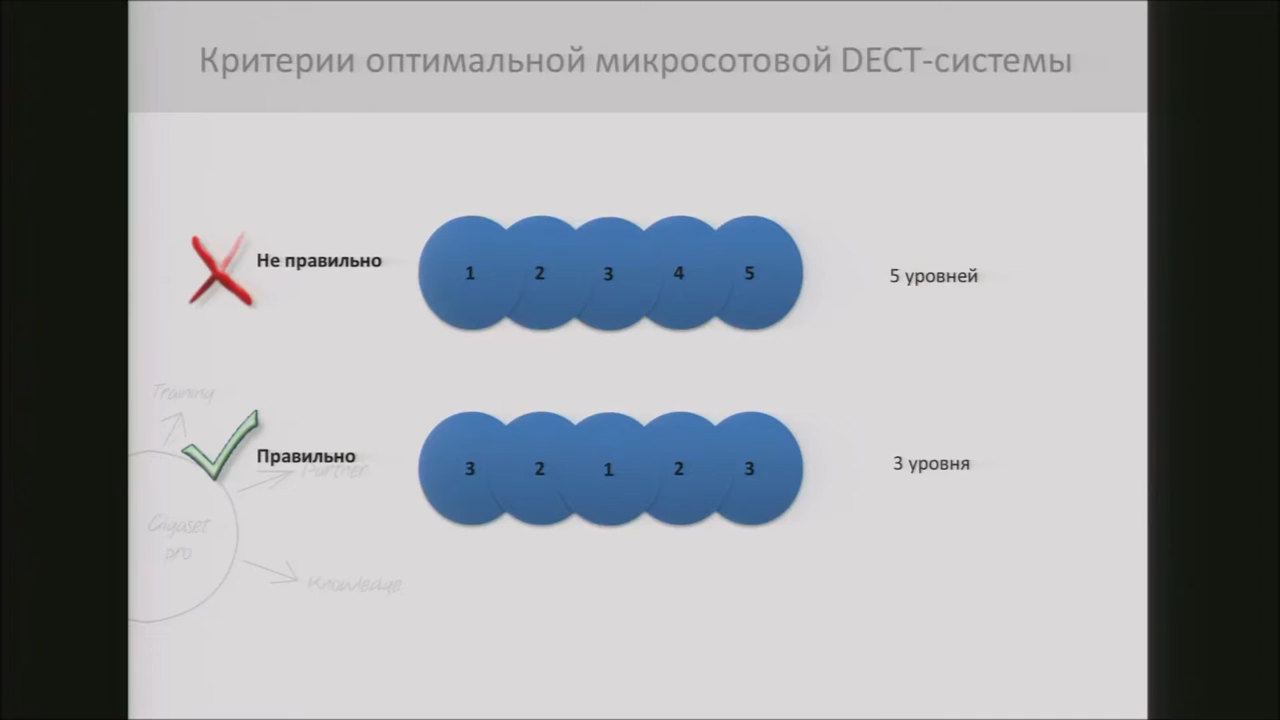 Критерии оптимальной микросотовой DECT-системы
Не правильно
1 2 3 4 5
5 уровней
Training
Правильно
3 2 1 2 3
3 уровня
Partner
Gigaset
pro
Knowledge